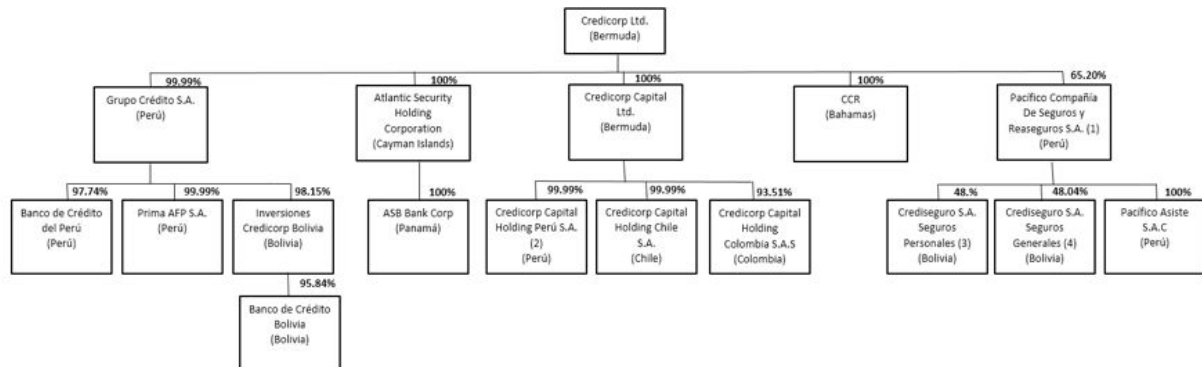 Credicorp Ltd.
(Bermuda)
99.99%
100%
100%
100%
65.20%
Grupo Crédito S.A.
(Perú)
Atlantic Security
Holding
Corporation
(Cayman Islands)
Credicorp Capital
Ltd.
(Bermuda)
CCR
(Bahamas)
Pacífico Compañía
De Seguros y
Reaseguros S.A. (1)
(Perú)
97.74%
99.99%
98.15%
100%
99.99%
99.99%
93.51%
48.%
48.04%
100%
Banco de Crédito
del Perú
(Perú)
Prima AFP S.A.
(Perú)
Inversiones
Credicorp Bolivia
(Bolivia)
ASB Bank Corp
(Panamá)
Credicorp Capital
Holding Perú S.A.
(2)
(Perú)
Credicorp Capital
Holding Chile
S.A.
(Chile)
Credicorp Capital
Holding
Colombia S.A.S
(Colombia)
Crediseguro S.A.
Seguros
Personales (3)
(Bolivia)
Crediseguro S.A.
Seguros
Generales (4)
(Bolivia)
Pacífico Asiste
S.A.C
(Perú)
95.84%
Banco de Crédito
Bolivia
(Bolivia)